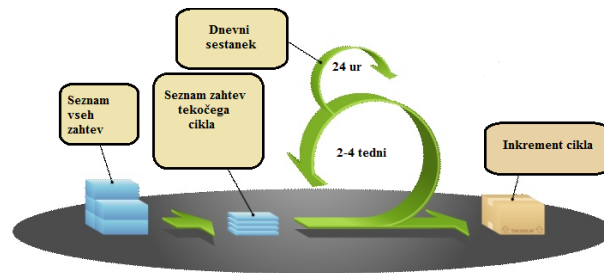 Dnevni
sestanek
24 ur
Seznam zahtev
tekočega
cikla
Seznam
vseh
zahtev
2-4 tedni
Inkrement cikla